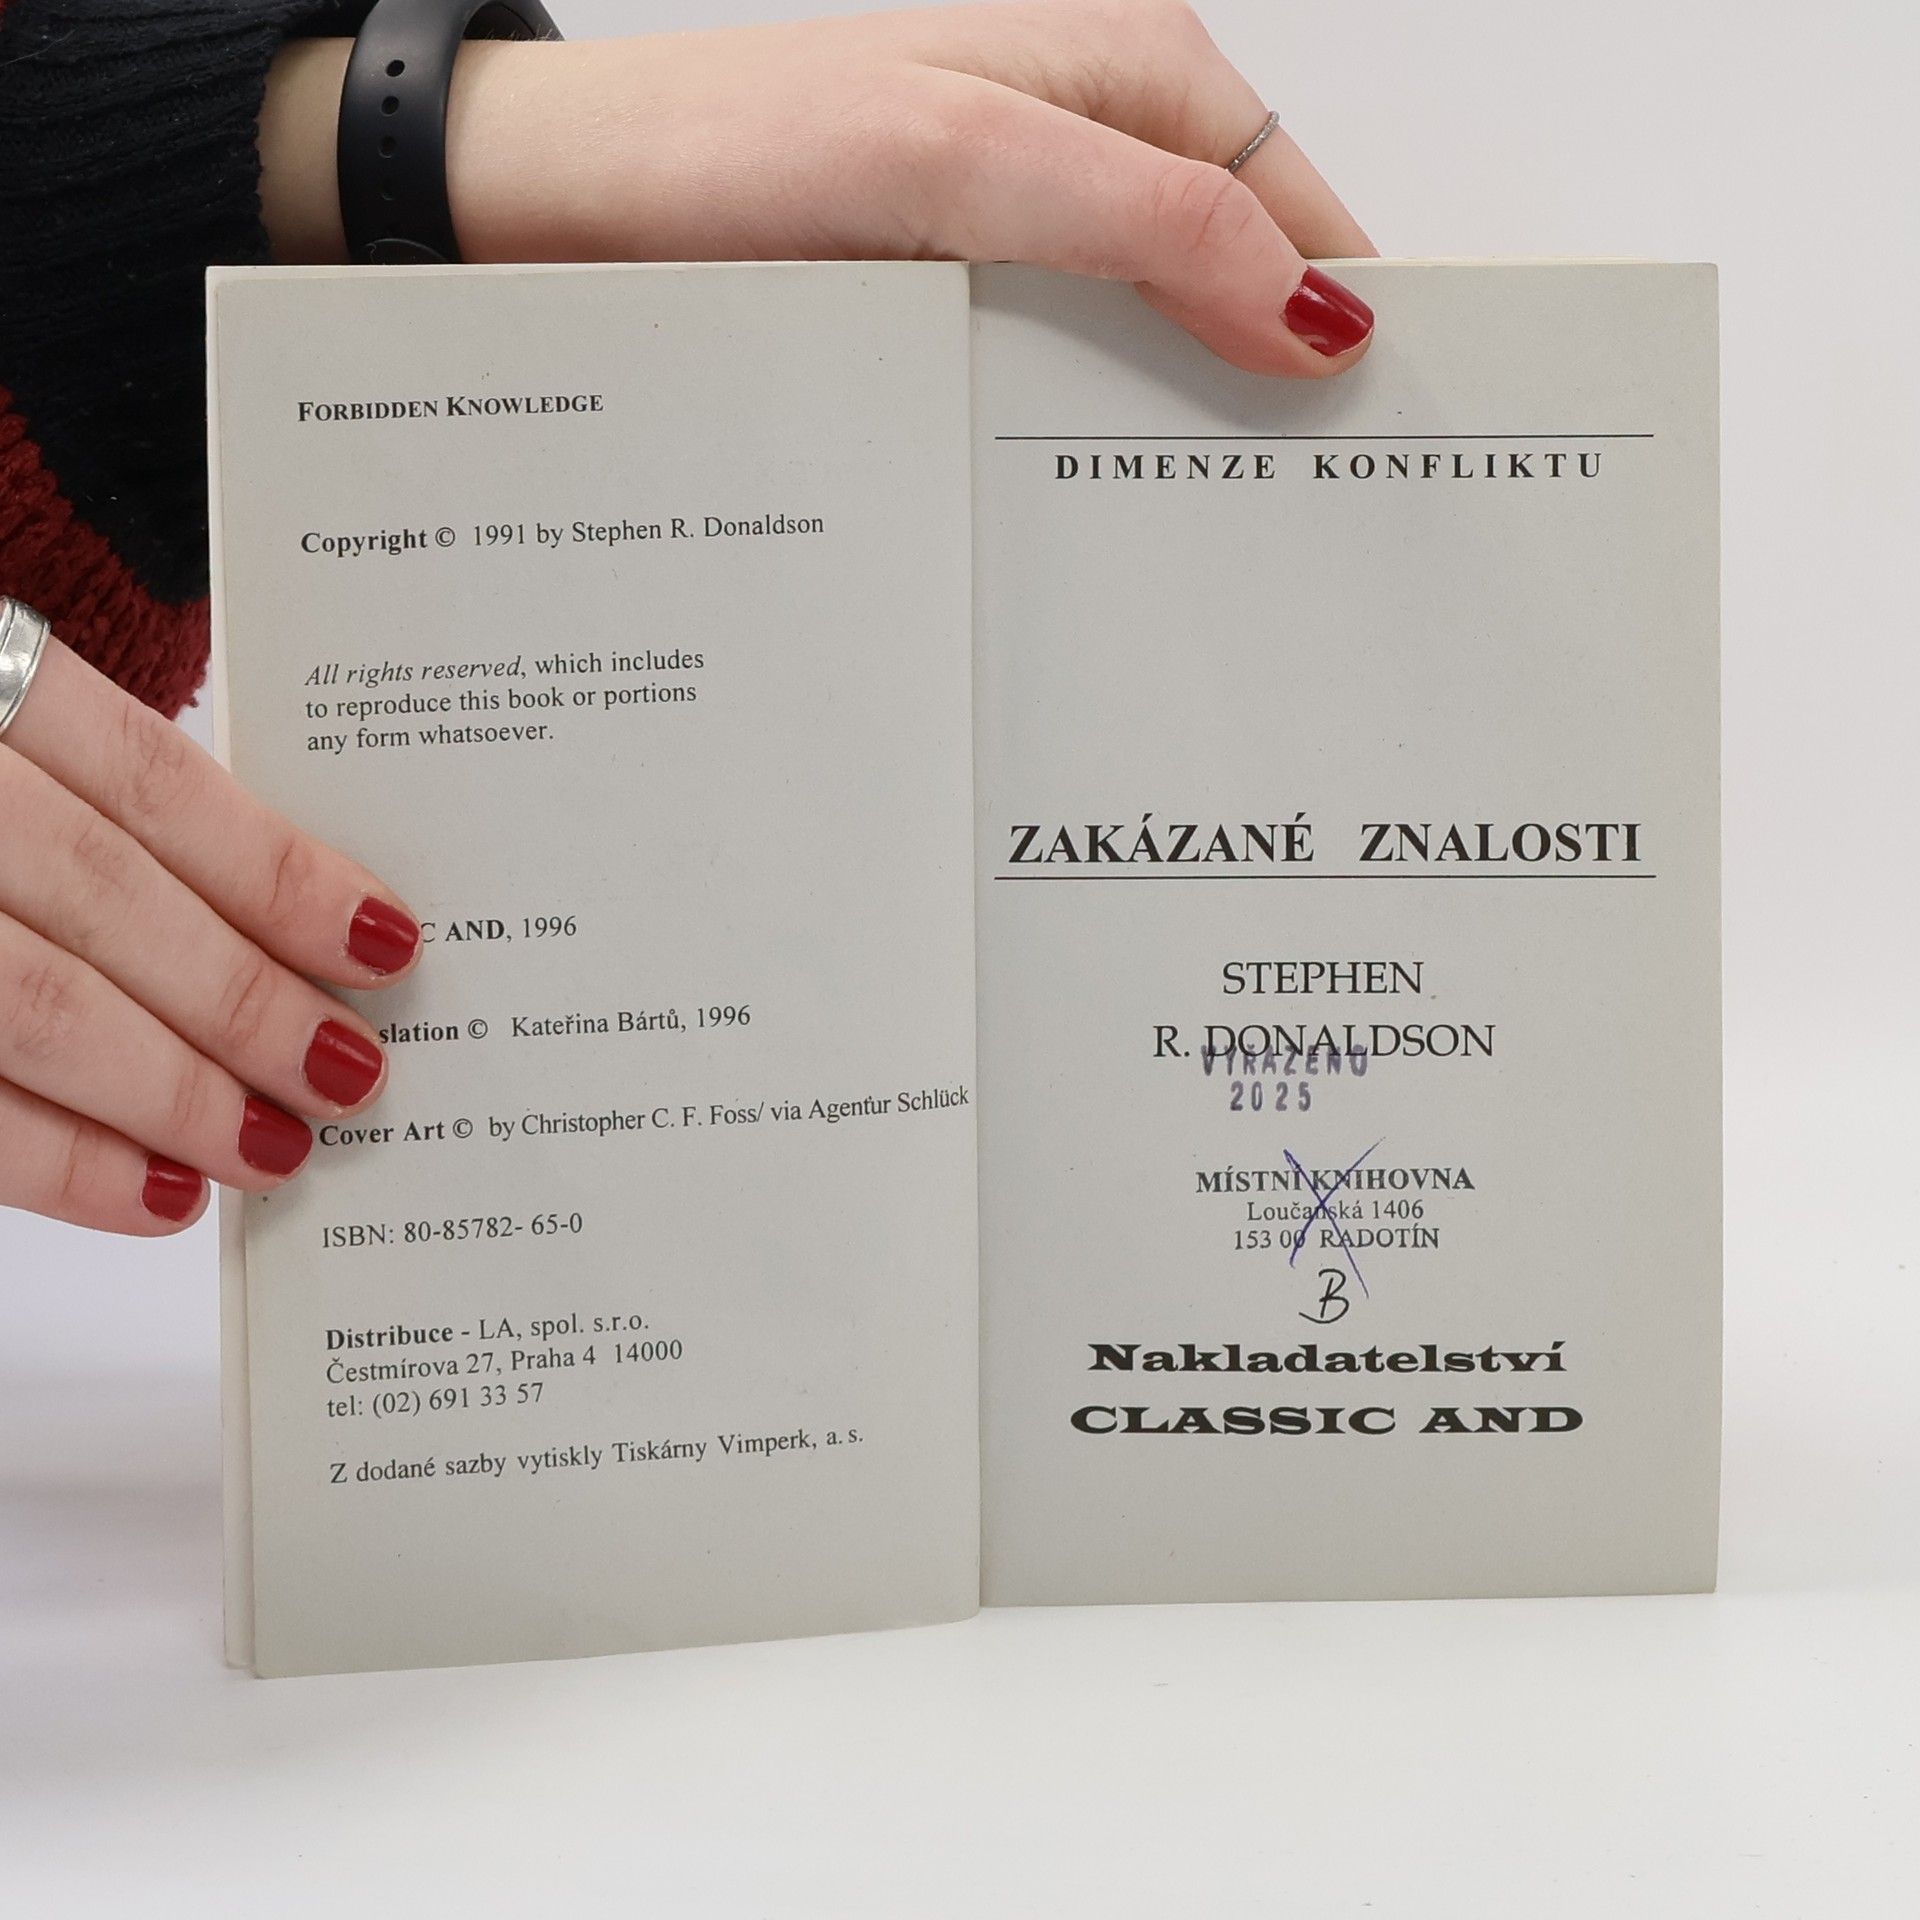 FORBIDDEN KNOWLEDGE
Copyright © 1991 by Stephen R. Donaldson
All rights reserved, which includes
to reproduce this book or portions
any form whatsoever.
C AND, 1996
slation © Kateřina Bártů, 1996
Cover Art © by Christopher C. F. Foss/ via Agentur Schlück
ISBN: 80-85782- 65-0
Distribuce - LA, spol. s.r.o.
Čestmírova 27, Praha 4 14000
tel: (02) 691 33 57
Z dodané sazby vytiskly Tiskárny Vimperk, a. s.
DIMENZE KONFLIKTU
ZAKÁZANÉ ZNALOSTI
STEPHEN
R. DONALDSON
VYŘAZENO
2025
MÍSTNÍ KNIHOVNA
Loučanská 1406
153 00 RADOTÍN
B
Nakladatelství
CLASSIC AND